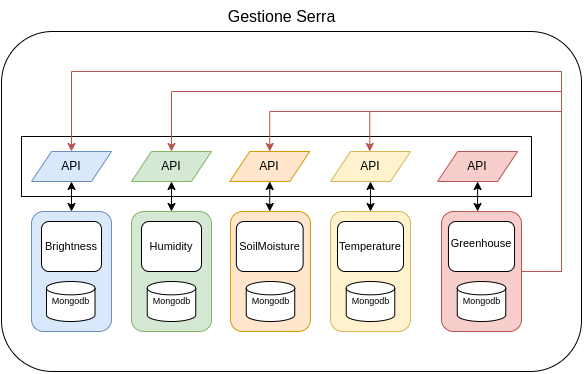 Gestione Serra
API
API
API
API
API
Brightness
Humidity
SoilMoisture
Temperature
Greenhouse
Mongodb
Mongodb
Mongodb
Mongodb
Mongodb